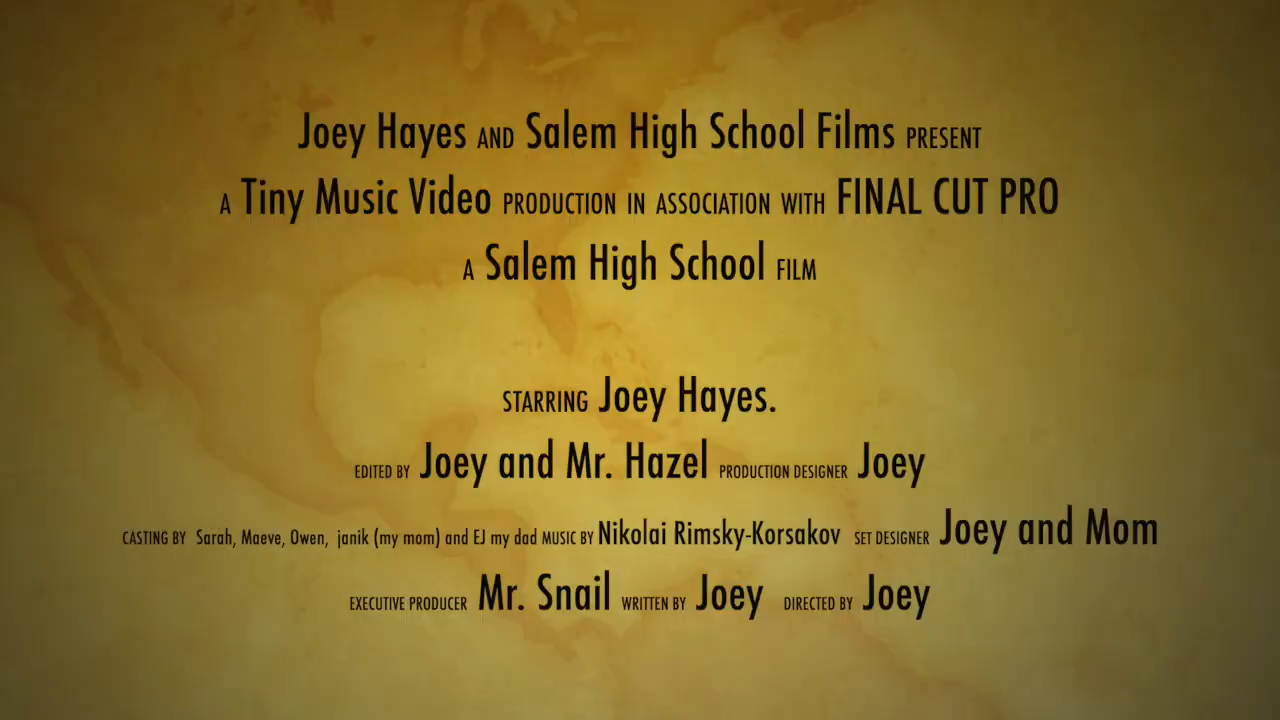 Joey Hayes AND Salem High School Films PRESENT
A Tiny Music Video PRODUCTION IN ASSOCIATION WITH FINAL CUT PRO
A Salem High School FILM
STARRING Joey Hayes.
EDITED BY Joey and Mr. Hazel PRODUCTION DESIGNER Joey
CASTING BY Sarah, Maeve, Owen, janik (my mom) and EJ my dad MUSIC BY Nikolai Rimsky-Korsakov SET DESIGNER Joey and Mom
EXECUTIVE PRODUCER Mr. Snail WRITTEN BY Joey DIRECTED BY Joey